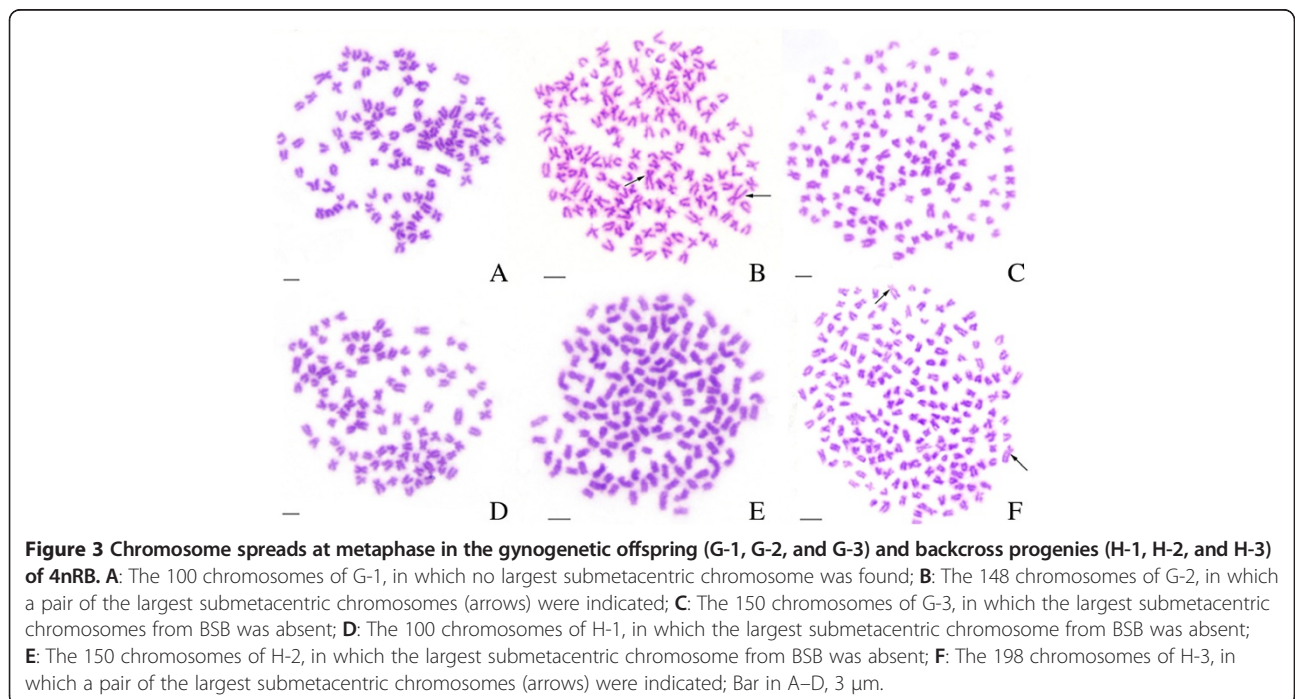 A
B
C
D
E
F
Figure 3 Chromosome spreads at metaphase in the gynogenetic offspring (G-1, G-2, and G-3) and backcross progenies (H-1, H-2, and H-3)
of 4nRB. A: The 100 chromosomes of G-1, in which no largest submetacentric chromosome was found; B: The 148 chromosomes of G-2, in which
a pair of the largest submetacentric chromosomes (arrows) were indicated; C: The 150 chromosomes of G-3, in which the largest submetacentric
chromosomes from BSB was absent; D: The 100 chromosomes of H-1, in which the largest submetacentric chromosome from BSB was absent;
E: The 150 chromosomes of H-2, in which the largest submetacentric chromosome from BSB was absent; F: The 198 chromosomes of H-3, in
which a pair of the largest submetacentric chromosomes (arrows) were indicated; Bar in A–D, 3 μm.